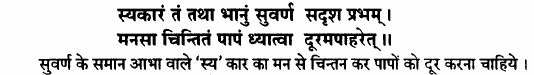 स्यकारं तं तथा भानुं सुवर्ण सदृश प्रभम् ।
मनसा चिन्तितं पापं ध्यात्वा दूरमपाहरेत् ॥
सुवर्ण के समान आभा वाले ‘स्य’ कार का मन से चिन्तन कर पापों को दूर करना चाहिये ।